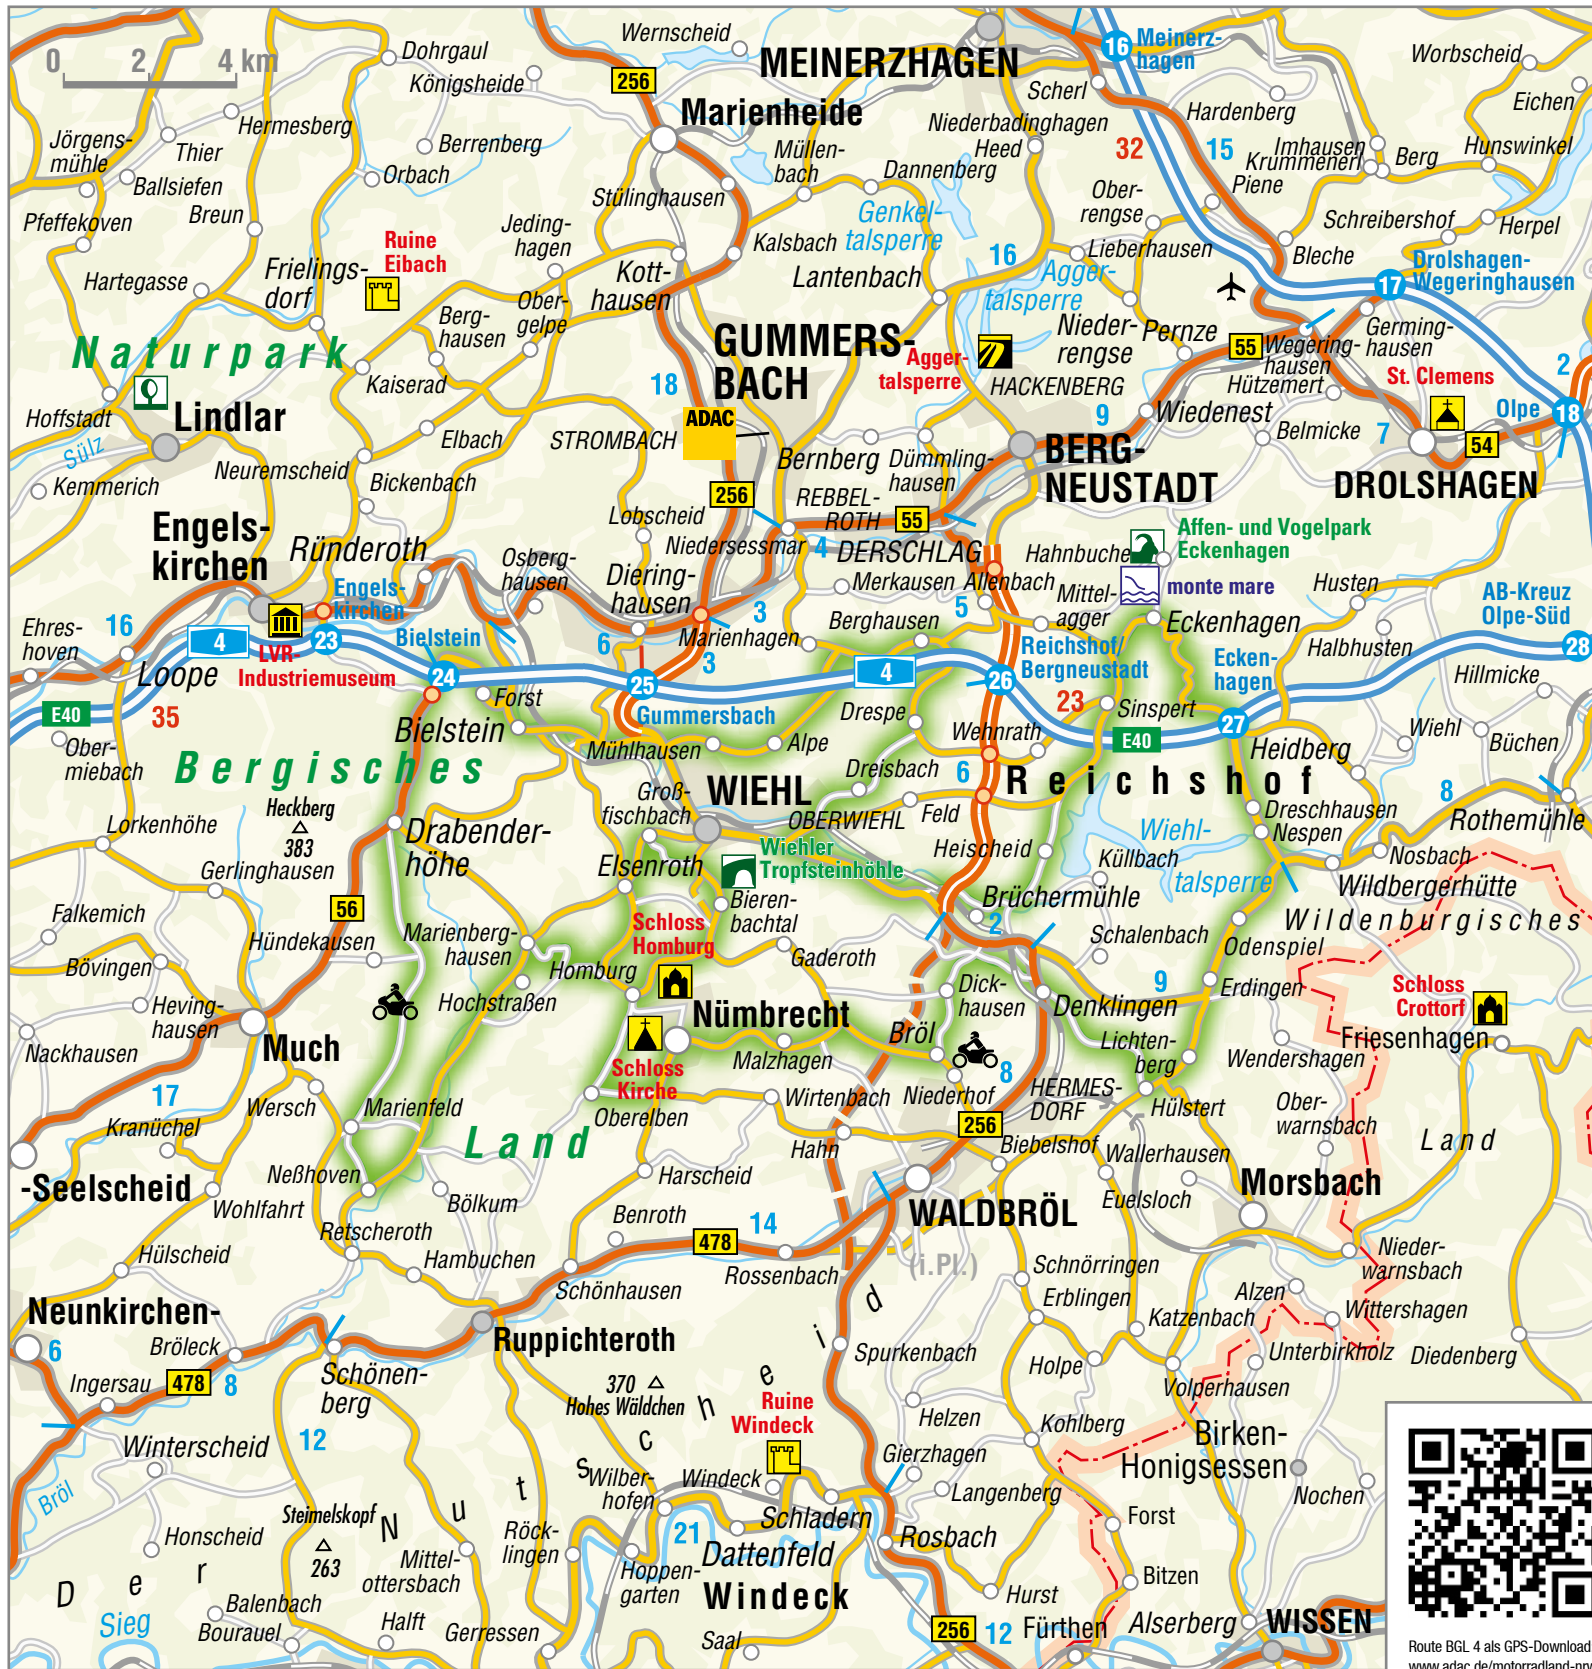 0 2 4 km
Dohrgaul
Königsheide
Wernscheid
256
MEINERZHAGEN
16
Meinerz-
hagen
Worbscheid
Eichen
Scherl
Hardenberg
Marienheide
Niederbadinghagen
Heed
32
15
Imhausen
Krummenerl
Berg
Hunswinkel
Piene
Jörgens-
mühle
Thier
Hermesberg
Berrenberg
Ballsiefen
Orbach
Breun
Pfeffekoven
Müllen-
bach
Dannenberg
Stülinghausen
Genkel-
talsperre
Ober-
rengse
Schreibershof
Herpel
Jeding-
hagen
Kalsbach
Lieberhausen
Bleche
Ruine
Eibach
Frielings-
dorf
Hartegasse
Kott-
hausen
Lantenbach
16
Agger-
talsperre
17
Drolshagen-
Wegeringhausen
Berg-
hausen
Ober-
gelpe
GUMMERS-
BACH
Nieder-
rengse
Pernze
55
Wegering-
hausen
Germing-
hausen
Naturpark
Kaiserad
18
Agger-
talsperre
HACKENBERG
Hützemert
St. Clemens
2
Hoffstadt
Lindlar
ADAC
STROMBACH
Elbach
9
Wiedenest
Belmicke
7
Olpe
18
54
Sülz
Kemmerich
Neuremscheid
Bickenbach
Bernberg
Dümmling-
hausen
BERG-
NEUSTADT
DROLSHAGEN
256
REBBEL-
ROTH
55
Engels-
kirchen
Ründeroth
Lobscheid
Niedersessmar
4
DERSCHLAG
Hahnbuche
Affen- und Vogelpark
Eckenhagen
Osberg-
hausen
Diering-
hausen
Merkausen
Allenbach
Mittel-
agger
monte mare
Husten
AB-Kreuz
Olpe-Süd
Engels-
kirchen
Ehres-
hoven
16
4
23
Bielstein
6
Marienhagen
3
3
Berghausen
5
Eckenhagen
Halbhusten
28
Loope
LVR-
Industriemuseum
24
25
4
26
Reichshof/
Bergneustadt
Ecken-
hagen
Hillmicke
E40
35
Forst
Gummersbach
Drespe
23
Sinspert
27
Bielstein
Mühlhausen
Alpe
Wehnrath
E40
Heidberg
Wiehl
Büchen
Ober-
miebach
Bergisches
Dreisbach
6
Reichshof
8
Heckberg
383
Groß-
fischbach
WIEHL
OBERWIEHL
Feld
Dreschhausen
Nespen
Rothemühle
Lorkenhöhe
Drabender-
höhe
Gerlinghausen
Elsenroth
Wiehler
Tropfsteinhöhle
Heischeid
Wiehl-
talsperre
Küllbach
Nosbach
Wildbergerhütte
56
Falkemich
Bieren-
bachtal
Brüchermühle
Wildenburgisches
Hündekausen
Marienberg-
hausen
Schloss
Homburg
2
Schalenbach
Odenspiel
Bövingen
Homburg
Gaderoth
Heving-
hausen
Hochstraßen
Dick-
hausen
Denklingen
9
Erdingen
Schloss
Crottorf
Nackhausen
Much
Nümbrecht
Bröl
Lichten-
berg
Wendershagen
Friesenhagen
Malzhagen
17
Schloss
Kirche
8
HERMES-
DORF
Wersch
Marienfeld
Oberelben
Wirtenbach
Niederhof
Hülstert
Ober-
warnsbach
Kranüchel
Land
Hahn
256
Biebelshof
Wallerhausen
Land
Neßhoven
Harscheid
-Seelscheid
Wohlfahrt
Bölkum
WALDBRÖL
Euelsloch
Morsbach
Retscheroth
Benroth
14
478
Hülscheid
Hambuchen
Schönhausen
Rossenbach
(i.Pl.)
Schnörringen
Nieder-
warnsbach
Alzen
Erblingen
Katzenbach
Wittershagen
Neunkirchen-
6
Bröleck
Ruppichteroth
Spurkenbach
Holpe
Unterbirkholz
Diedenberg
Ingersau
478
8
Schönen-
berg
370
Hohes Wäldchen
Ruine
Windeck
Volperhausen
Helzen
Kohlberg
Birken-
Honigsessen
Winterscheid
12
Gierzhagen
Wilber-
hofen
Windeck
Langenberg
Nochen
Bröl
Steimelskopf
263
Forst
Honscheid
Röck-
lingen
21
Schladern
Rosbach
Der Nutscheid
Mittel-
ottersbach
Dattenfeld
Hoppen-
garten
Windeck
Hurst
Bitzen
Sieg
Balenbach
Bourauel
Halft
Gerressen
Saal
256
12
Fürthen
Alserberg
WISSEN
Route BGL 4 als GPS-Download
www.adac.de/motorradland-nrw